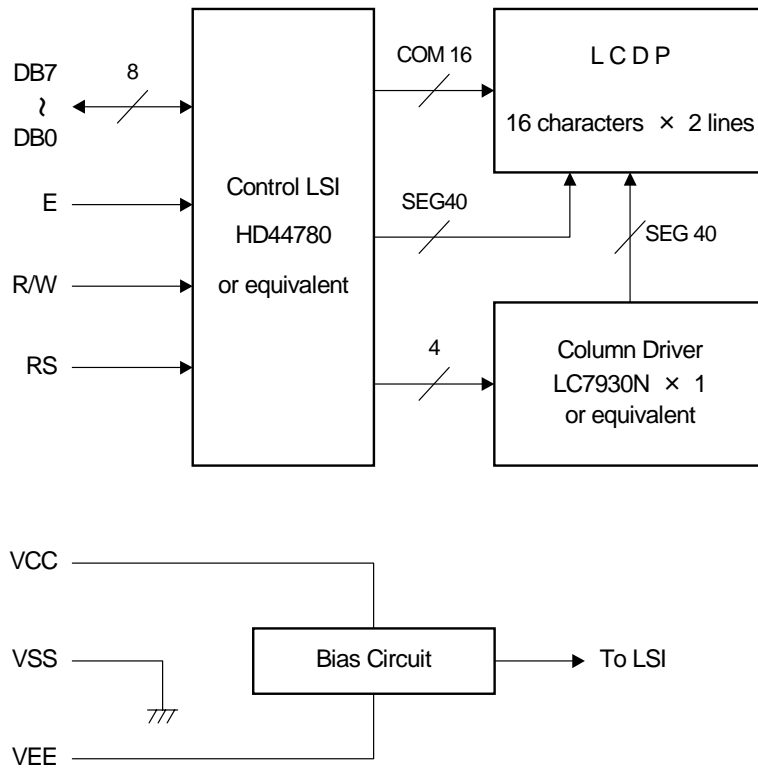 DB7
~
DB0
8
E
R/W
RS
Control LSI
HD44780
or equivalent
COM 16
SEG40
4
L C D P
16 characters × 2 lines
SEG 40
Column Driver
LC7930N × 1
or equivalent
VCC
VSS
VEE
Bias Circuit
To LSI